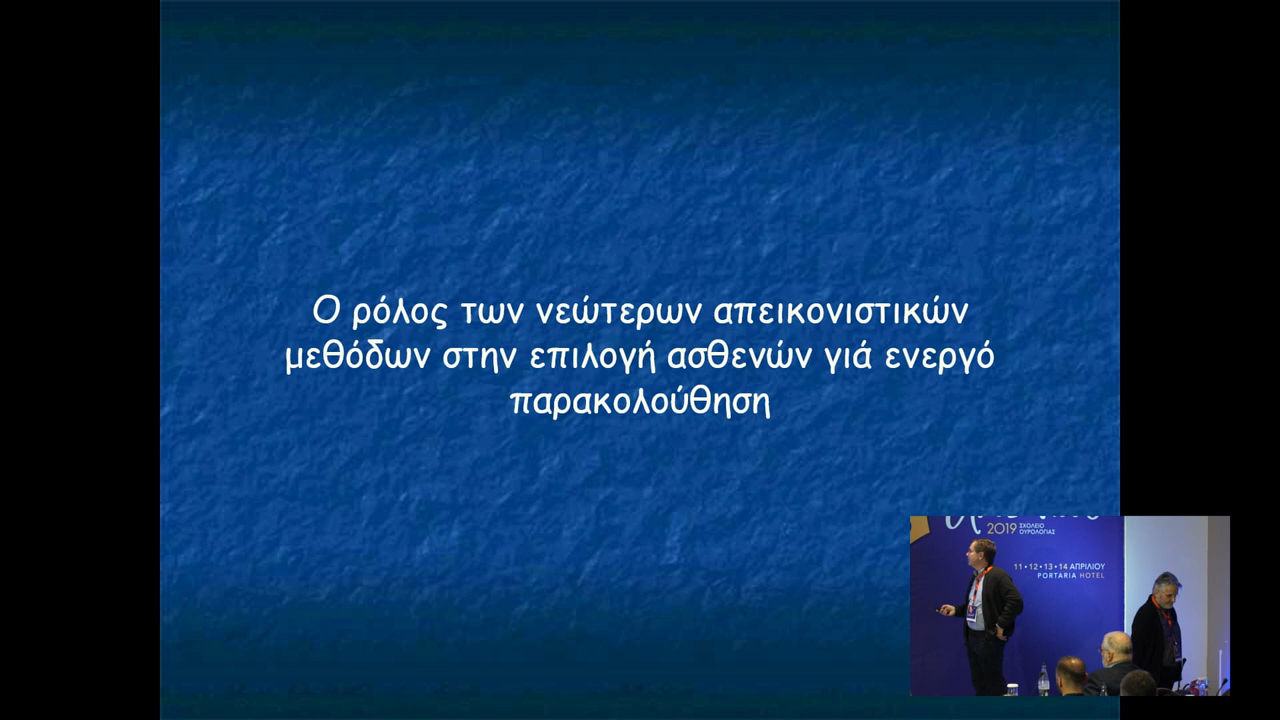 Ο ρόλος των νεώτερων απεικονιστικών
μεθόδων στην επιλογή ασθενών γιά ενεργό
παρακολούθηση
2019 ΣΧΟΛΕΙΟ
ΟΥΡΟΛΟΓΙΑΣ
11•12•13•14 ΑΠΡΙΛΙΟΥ
PORTARIA HOTEL